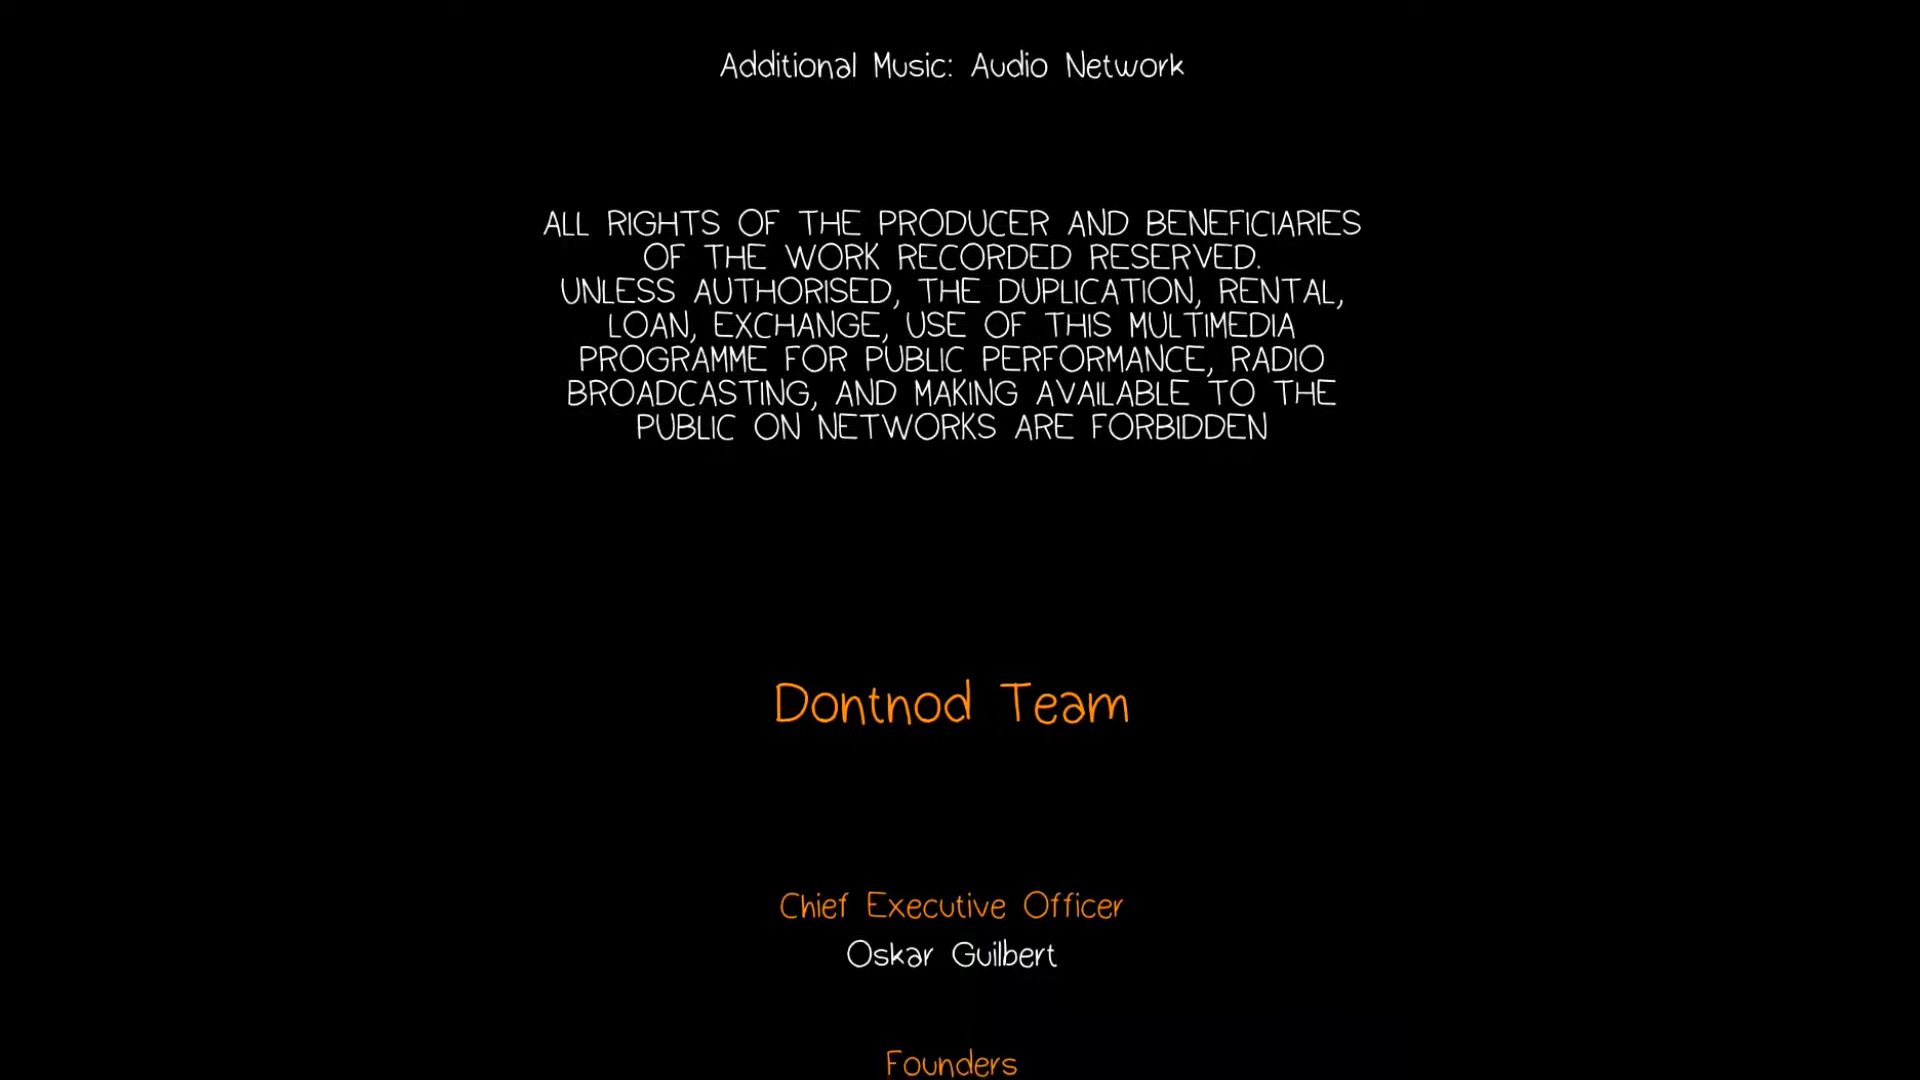 Additional Music: Audio Network
ALL RIGHTS OF THE PRODUCER AND BENEFICIARIES
OF THE WORK RECORDED RESERVED.
UNLESS AUTHORISED, THE DUPLICATION, RENTAL,
LOAN, EXCHANGE, USE OF THIS MULTIMEDIA
PROGRAMME FOR PUBLIC PERFORMANCE, RADIO
BROADCASTING, AND MAKING AVAILABLE TO THE
PUBLIC ON NETWORKS ARE FORBIDDEN
Dontnod Team
Chief Executive Officer
Oskar Guilbert
Founders